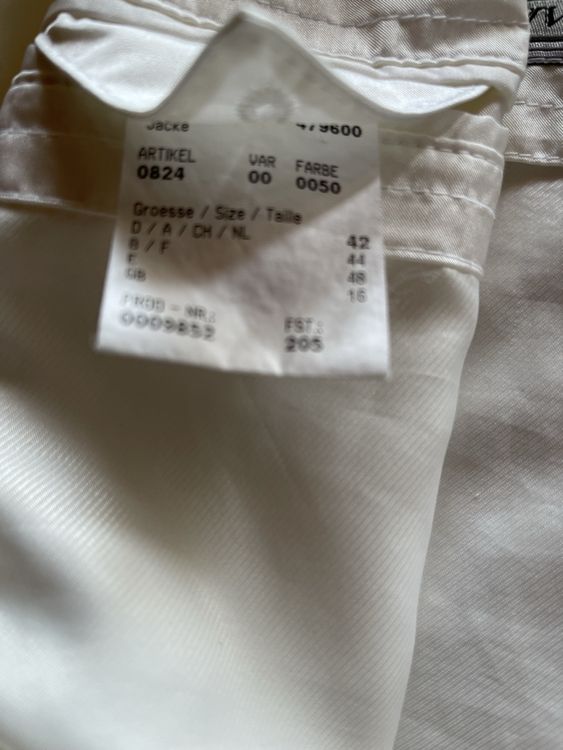 Jacke 479600
ARTIKEL VAR FARBE
0824 00 0050
Groesse / Size / Taille
D / A / CH / NL 42
B / F 44
48
GB 16
PROD - NR.:
0009852
FST.:
205